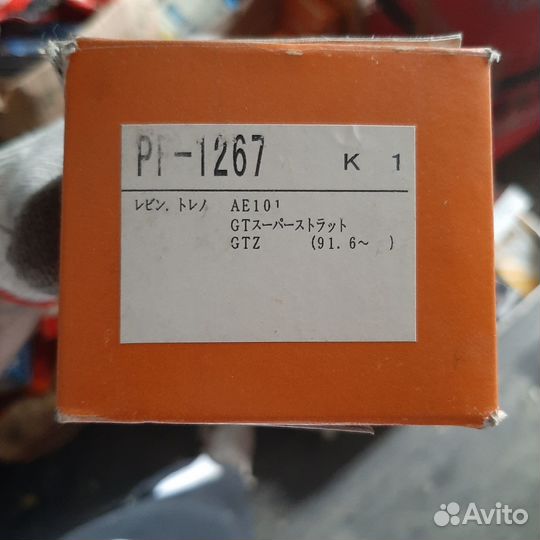 PF-1267 K 1
レビン. トレノ AE101
GTスーパーストラット
GTZ (91. 6~ )
Avito